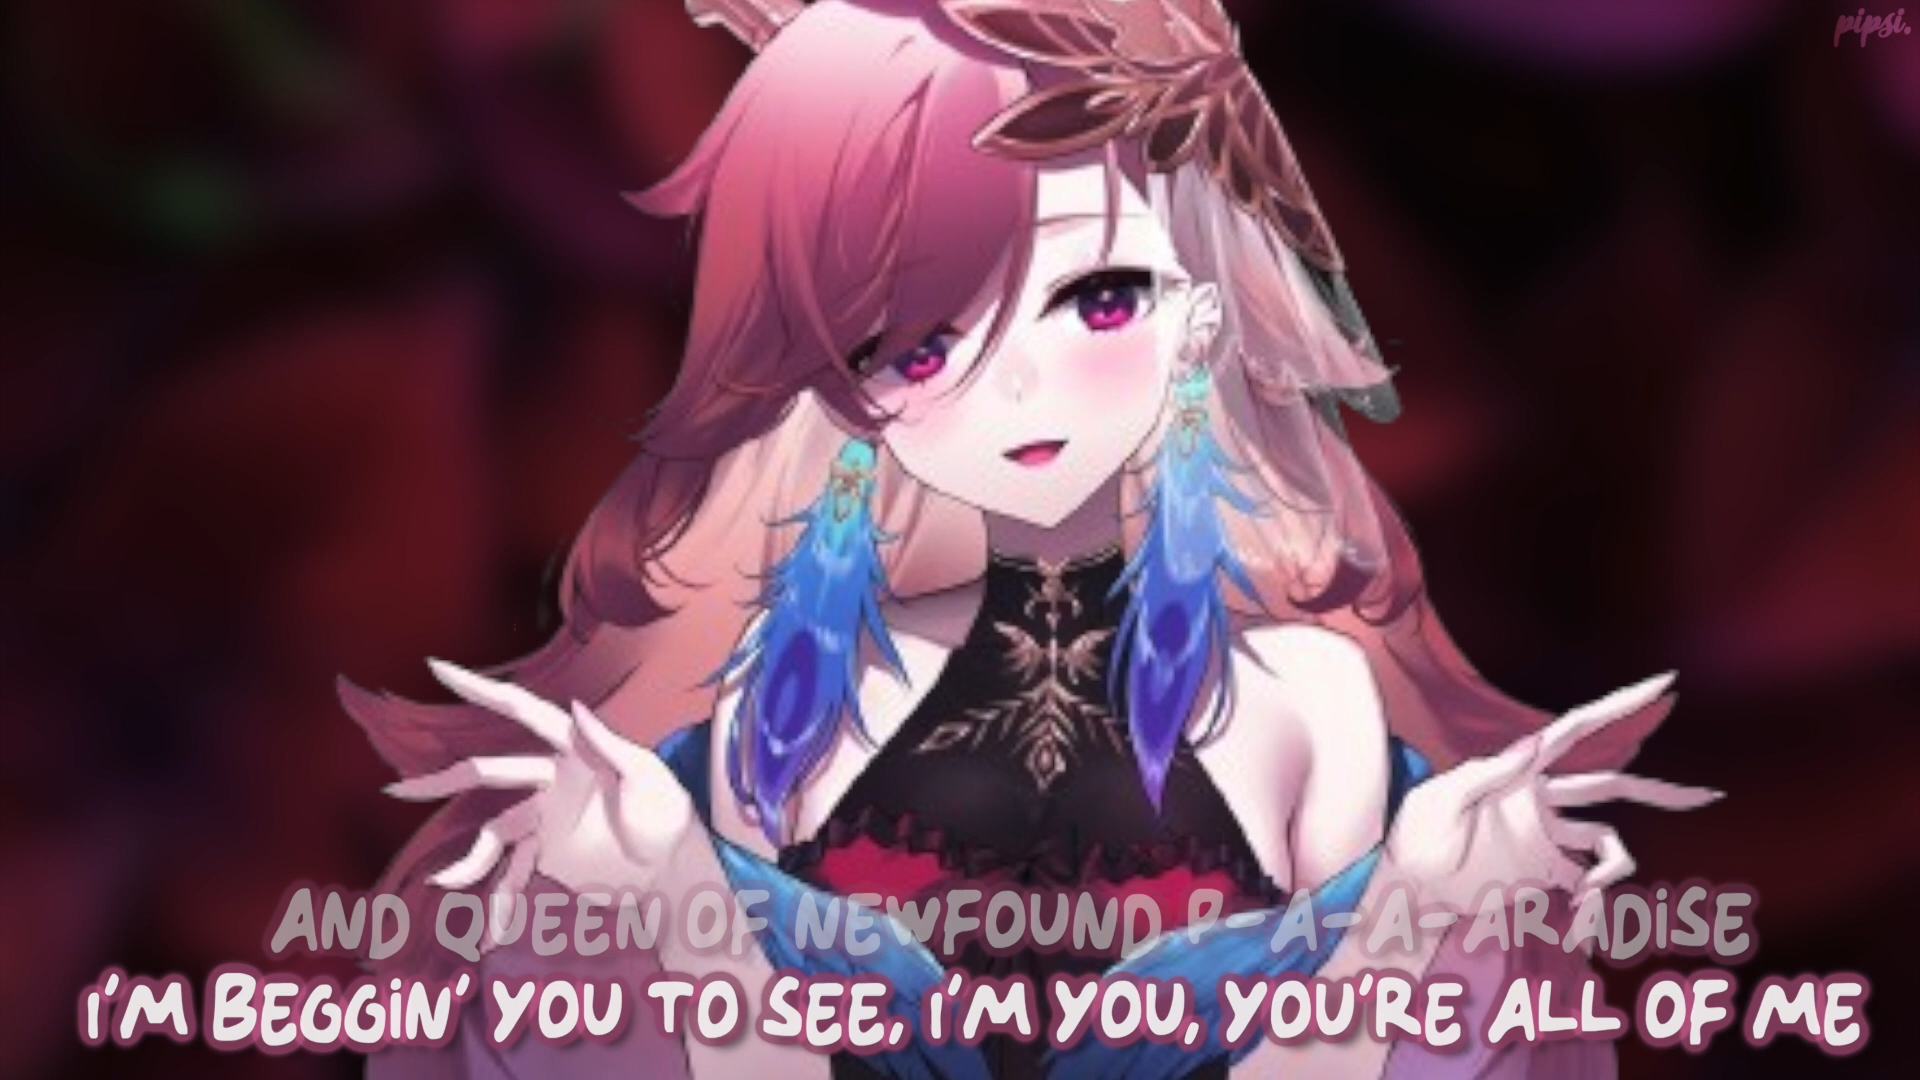 pipsi.
AND QUEEN OF NEWFOUND P-A-A-ARADISE
I'M BEGGIN' YOU TO SEE, I'M YOU, YOU'RE ALL OF ME